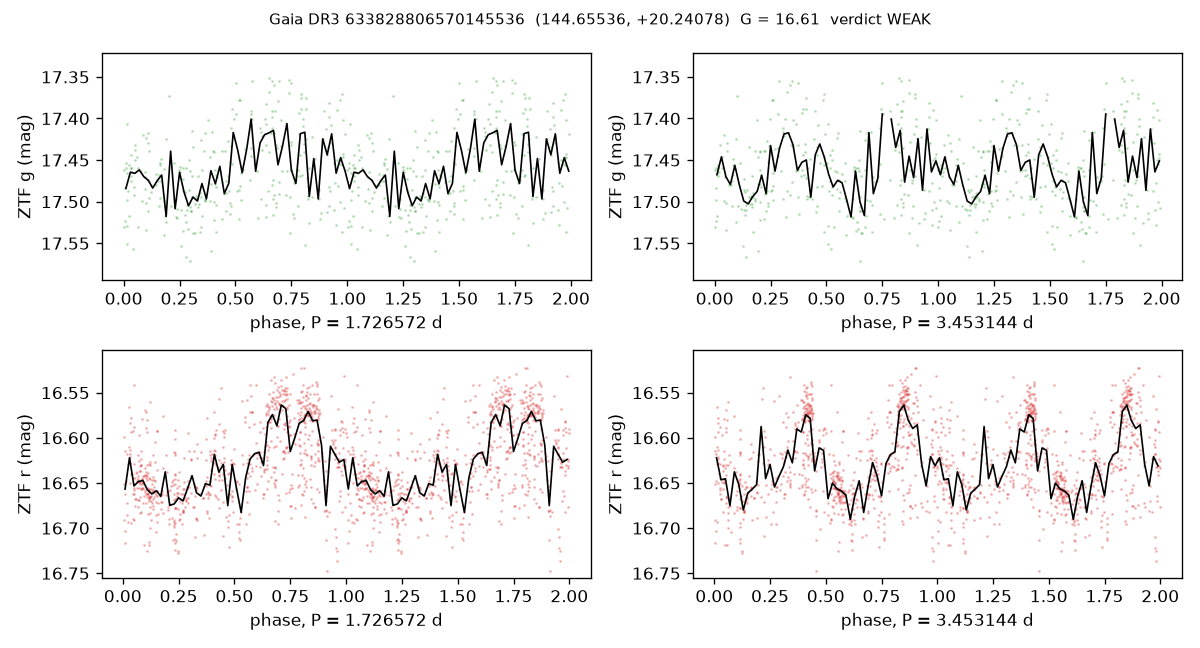 Gaia DR3 633828806570145536  (144.65536, +20.24078)  G = 16.61  verdict WEAK
ZTF g (mag)
17.35
17.40
17.45
17.50
17.55
0.00 0.25 0.50 0.75 1.00 1.25 1.50 1.75 2.00
phase, P = 1.726572 d
ZTF g (mag)
17.35
17.40
17.45
17.50
17.55
0.00 0.25 0.50 0.75 1.00 1.25 1.50 1.75 2.00
phase, P = 3.453144 d
ZTF r (mag)
16.55
16.60
16.65
16.70
16.75
0.00 0.25 0.50 0.75 1.00 1.25 1.50 1.75 2.00
phase, P = 1.726572 d
ZTF r (mag)
16.55
16.60
16.65
16.70
16.75
0.00 0.25 0.50 0.75 1.00 1.25 1.50 1.75 2.00
phase, P = 3.453144 d